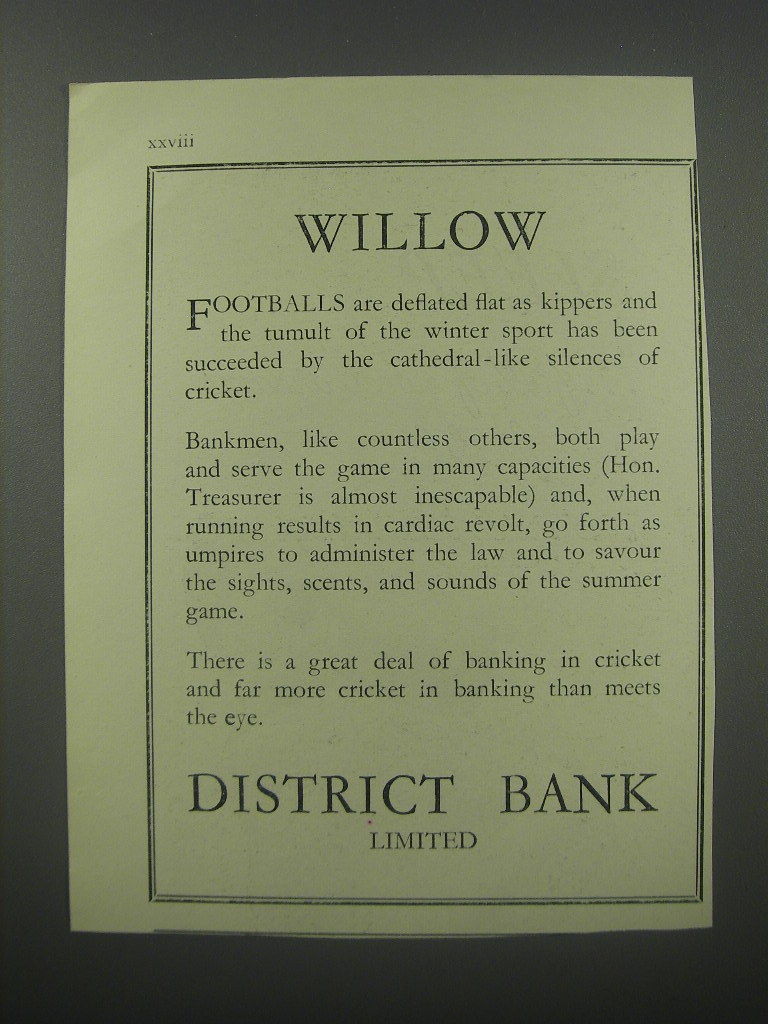 xxviii
WILLOW
FOOTBALLS are deflated flat as kippers and
the tumult of the winter sport has been
succeeded by the cathedral-like silences of
cricket.
Bankmen, like countless others, both play
and serve the game in many capacities (Hon.
Treasurer is almost inescapable) and, when
running results in cardiac revolt, go forth as
umpires to administer the law and to savour
the sights, scents, and sounds of the summer
game.
There is a great deal of banking in cricket
and far more cricket in banking than meets
the eye.
DISTRICT BANK
LIMITED